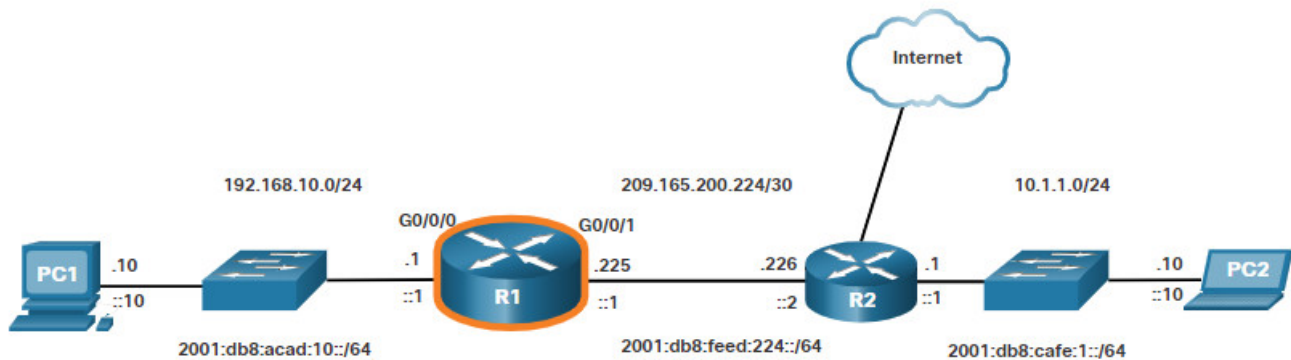 Internet
192.168.10.0/24
209.165.200.224/30
10.1.1.0/24
G0/0/0
G0/0/1
PC1
.10
::10
.1
::1
R1
.225
::1
.226
::2
R2
.1
::1
.10
::10
PC2
2001:db8:acad:10::/64
2001:db8:feed:224::/64
2001:db8:cafe:1::/64